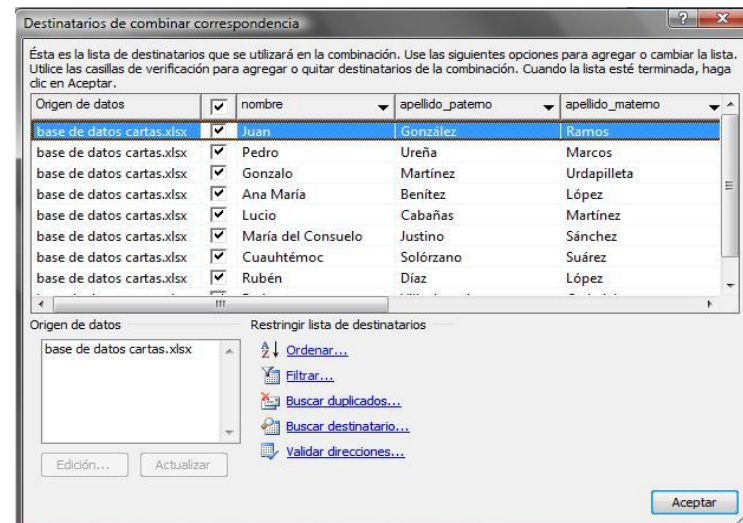 Destinatarios de combinar correspondencia
Ésta es la lista de destinatarios que se utilizará en la combinación. Use las siguientes opciones para agregar o cambiar la lista.
Utilice las casillas de verificación para agregar o quitar destinatarios de la combinación. Cuando la lista esté terminada, haga
clic en Aceptar.
Origen de datos nombre apellido_paterno apellido_materno
base de datos cartas.xlsx Juan González Ramos
base de datos cartas.xlsx Pedro Ureña Marcos
base de datos cartas.xlsx Gonzalo Martínez Urdapilleta
base de datos cartas.xlsx Ana María Benítez López
base de datos cartas.xlsx Lucio Cabañas Martínez
base de datos cartas.xlsx María del Consuelo Justino Sánchez
base de datos cartas.xlsx Cuauhtémoc Solórzano Suárez
base de datos cartas.xlsx Rubén Díaz López
Origen de datos Restringir lista de destinatarios
base de datos cartas.xlsx
Ordenar...
Filtrar...
Buscar duplicados...
Buscar destinatario...
Validar direcciones...
Edición... Actualizar
Aceptar